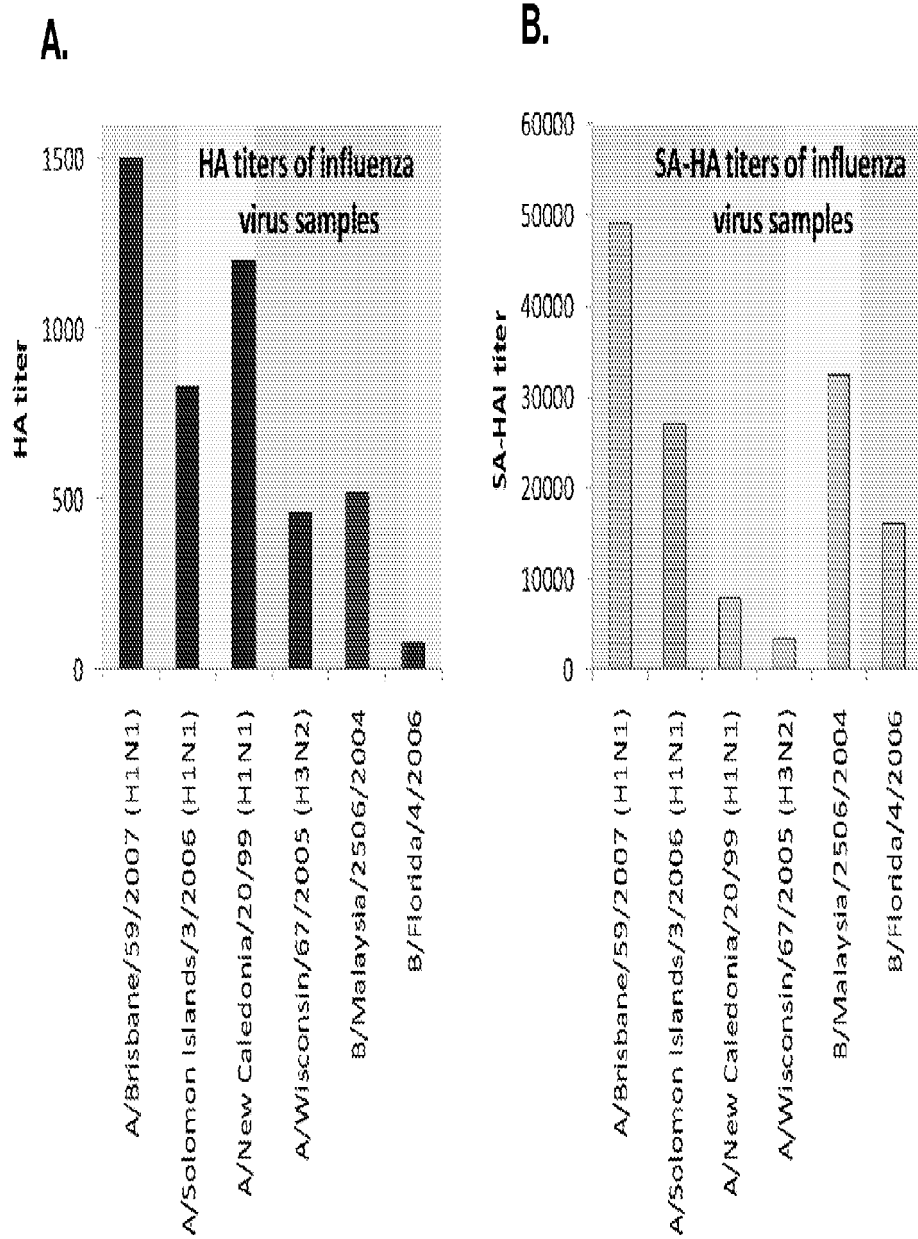 A.
HA titers of influenza
virus samples
HA titer
1500
1000
500
0
A/Brisbane/59/2007 (H1N1)
A/Solomon Islands/3/2006 (H1N1)
A/New Caledonia/20/99 (H1N1)
A/Wisconsin/67/2005 (H3N2)
B/Malaysia/2506/2004
B/Florida/4/2006
B.
SA-HA titers of influenza
virus samples
SA-HAI titer
60000
50000
40000
30000
20000
10000
0
A/Brisbane/59/2007 (H1N1)
A/Solomon Islands/3/2006 (H1N1)
A/New Caledonia/20/99 (H1N1)
A/Wisconsin/67/2005 (H3N2)
B/Malaysia/2506/2004
B/Florida/4/2006